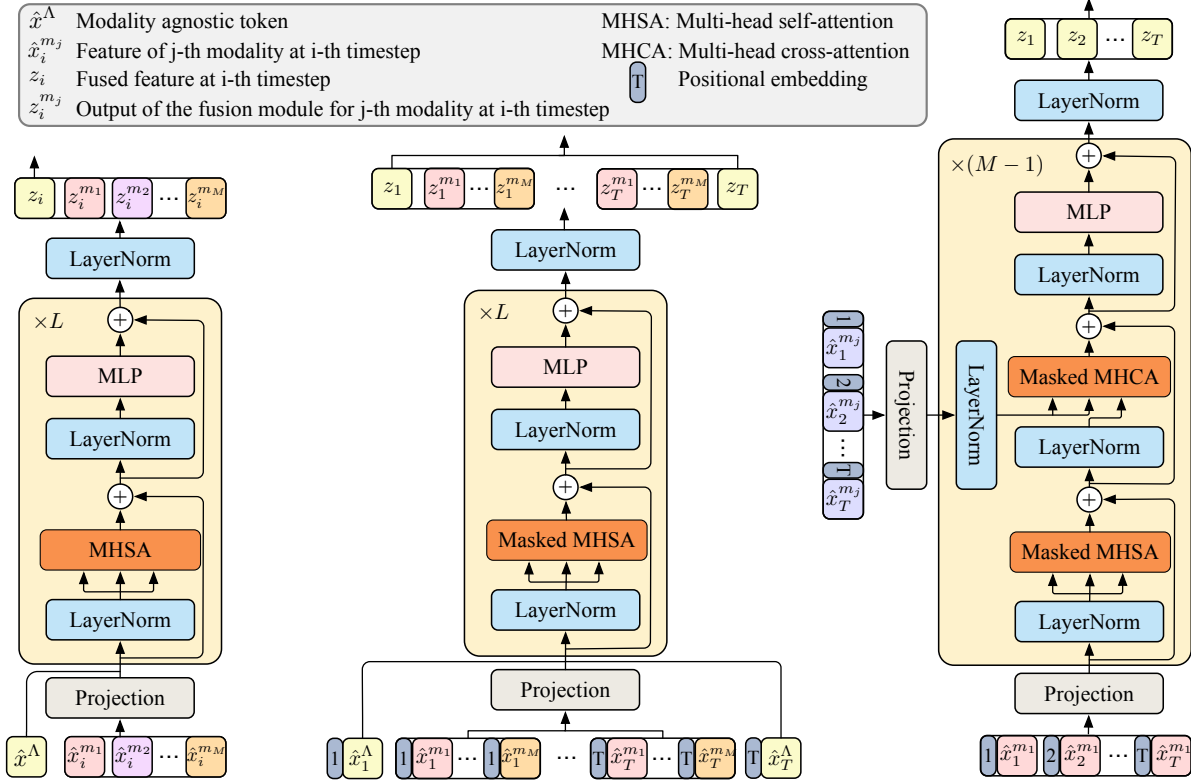 x̂^Λ Modality agnostic token
x̂_i^{m_j} Feature of j-th modality at i-th timestep
z_i Fused feature at i-th timestep
z_i^{m_j} Output of the fusion module for j-th modality at i-th timestep
MHSA: Multi-head self-attention
MHCA: Multi-head cross-attention
T Positional embedding
z_i z_i^{m_1} z_i^{m_2} ... z_i^{m_M}
LayerNorm
×L
+
MLP
LayerNorm
+
MHSA
LayerNorm
Projection
x̂^Λ x̂_i^{m_1} x̂_i^{m_2} ... x̂_i^{m_M}
z_1 z_1^{m_1} ... z_1^{m_M} ... z_T^{m_1} ... z_T^{m_M} z_T
LayerNorm
×L
+
MLP
LayerNorm
+
Masked MHSA
LayerNorm
Projection
1 x̂_1^Λ 1 x̂_1^{m_1} ... 1 x̂_1^{m_M} ... T x̂_T^{m_1} ... T x̂_T^{m_M} T x̂_T^Λ
z_1 z_2 ... z_T
LayerNorm
×(M − 1)
+
MLP
LayerNorm
+
Masked MHCA
LayerNorm
+
Masked MHSA
LayerNorm
Projection
1 x̂_1^{m_1} 2 x̂_2^{m_1} ... T x̂_T^{m_1}
1
x̂_1^{m_j}
2
x̂_2^{m_j}
...
T
x̂_T^{m_j}
Projection
LayerNorm